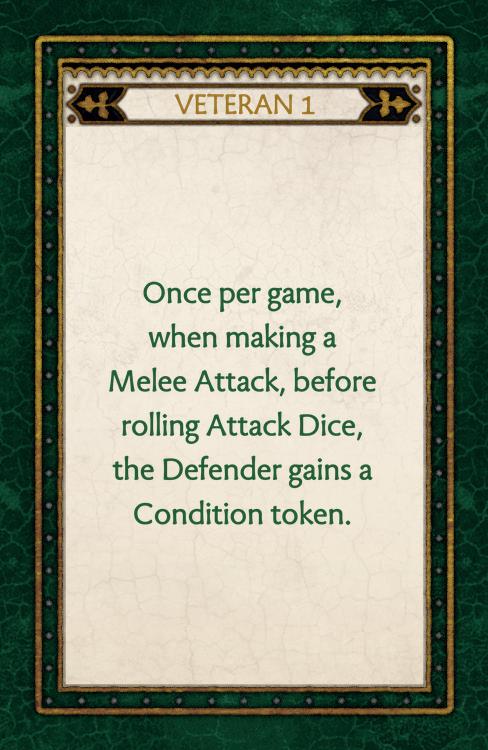 VETERAN 1
Once per game,
when making a
Melee Attack, before
rolling Attack Dice,
the Defender gains a
Condition token.